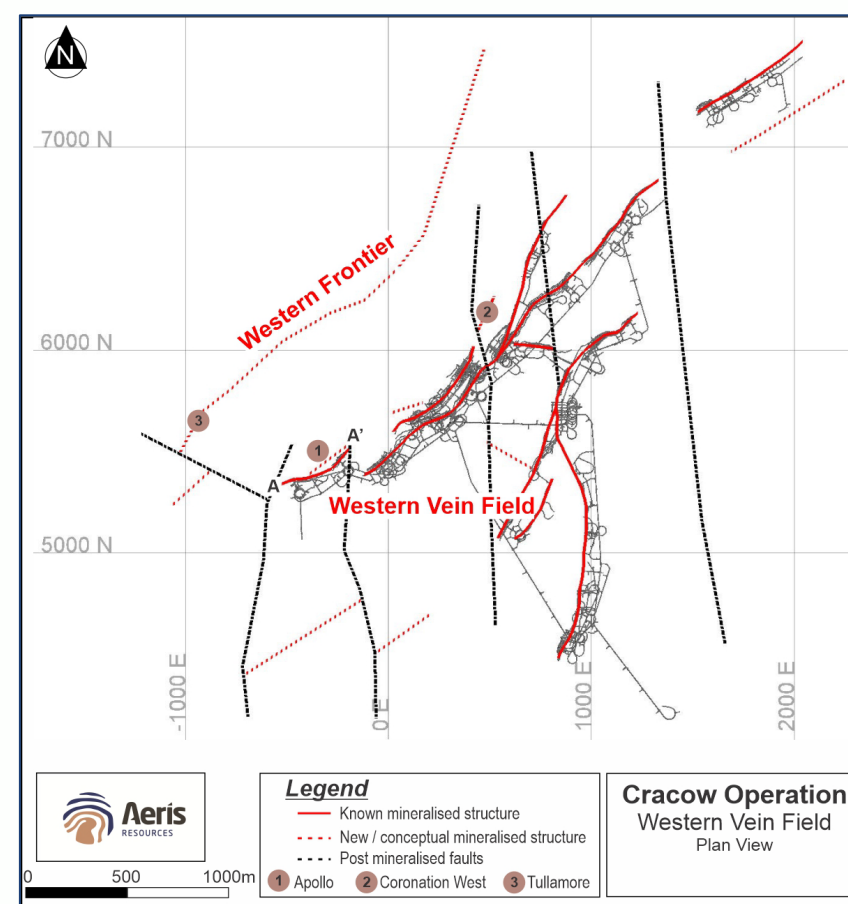 N
7000 N
Western Frontier
2
6000 N
3
1
A'
A
Western Vein Field
5000 N
-1000 E
0 E
1000 E
2000 E
Aeris
RESOURCES
0 500 1000m
Legend
Known mineralised structure
New / conceptual mineralised structure
Post mineralised faults
1 Apollo 2 Coronation West 3 Tullamore
Cracow Operation
Western Vein Field
Plan View